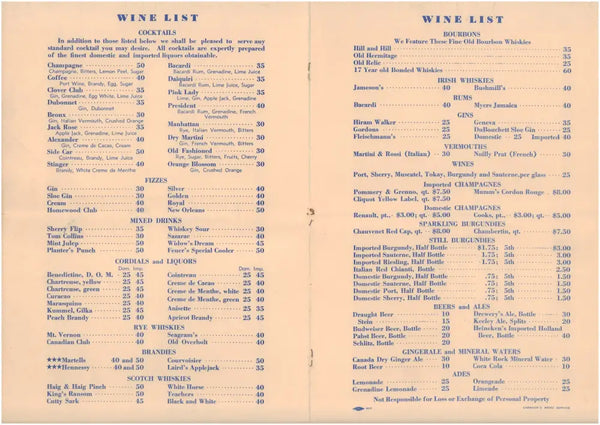 WINE LIST
COCKTAILS
In addition to those listed below we shall be pleased to serve any
standard cocktail you may desire. All cocktails are expertly prepared
of the finest domestic and imported liquors obtainable.
Champagne 50
Champagne, Bitters, Lemon Peel, Sugar
Coffee 40
Port Wine, Brandy, Egg, Sugar
Clover Club 35
Gin, Grenadine, Egg White, Lime Juice
Dubonnet 35
Gin, Dubonnet
Bronx 30
Gin, Italian Vermouth, Crushed Orange
Jack Rose 35
Apple Jack, Grenadine, Lime Juice
Alexander 40
Gin, Creme de Cacao, Cream
Side Car 50
Cointreau, Brandy, Lime Juice
Stinger 40
Brandy, White Creme de Menthe
Bacardi 35
Bacardi Rum, Grenadine, Lime Juice
Daiquiri 35
Bacardi Rum, Lime Juice, Sugar
Pink Lady 35
Lime, Gin, Apple Jack, Grenadine
President 40
Bacardi Rum, Grenadine, French
Vermouth
Manhattan 30
Rye, Italian Vermouth, Bitters
Dry Martini 30
Gin, French Vermouth, Bitters
Old Fashioned 30
Rye, Sugar, Bitters, Fruits, Cherry
Orange Blossom 30
Gin, Crushed Orange
FIZZES
Gin 30
Sloe Gin 30
Cream 40
Homewood Club 40
Silver 40
Golden 40
Royal 40
New Orleans 50
MIXED DRINKS
Sherry Flip 35
Tom Collins 30
Mint Julep 50
Planter's Punch 50
Whiskey Sour 30
Sazarac 40
Widow's Dream 45
Feuer's Special Cooler 50
CORDIALS and LIQUORS
Dom. Imp.
Benedictine, D. O. M. 25 45
Chartreuse, yellow 25 45
Chartreuse, green 25 45
Curacao 20 40
Marasquino 25 40
Kummel, Gilka 25 45
Peach Brandy 20 40
Dom. Imp.
Cointreau 25 45
Creme de Cacao 25 40
Creme de Menthe, white 25 40
Creme de Menthe, green 25 40
Anisette 25 35
Apricot Brandy 25 45
RYE WHISKIES
Mt. Vernon 40
Canadian Club 40
Seagram's 40
Old Overholt 40
BRANDIES
★★★Martells 40 and 50
★★★Hennessy 40 and 50
Courvoisier 50
Laird's Applejack 35
SCOTCH WHISKIES
Haig & Haig Pinch 50
King's Ransom 50
Cutty Sark 45
White Horse 40
Teachers 40
Black and White 40
WINE LIST
BOURBONS
We Feature These Fine Old Bourbon Whiskies
Hill and Hill 35
Old Hermitage 35
Old Relic 25
17 Year old Bonded Whiskies 60
IRISH WHISKIES
Jameson's 40
Bushmill's 40
RUMS
Bacardi 40
Myers Jamaica 40
GINS
Hiram Walker 25
Gordons 25
Fleischmann's 25
Geneva 35
DuBouchett Sloe Gin 25
Domestic 25 Imported 40
VERMOUTHS
Martini & Rossi (Italian) 30
Noilly Prat (French) 30
WINES
Port, Sherry, Muscatel, Tokay, Burgundy and Sauterne, per glass 25
Imported CHAMPAGNES
Pommery & Grenno, qt. $7.50
Cliquot Yellow Label, qt. $7.50
Mumm's Cordon Rouge $8.00
Domestic CHAMPAGNES
Renault, pt. $3.00; qt. $5.00
Cooks, pt. $3.00; qt. $5.00
SPARKLING BURGUNDIES
Chauvenet Red Cap, qt. $8.00
Chambertin, qt. $7.50
STILL BURGUNDIES
Imported Burgundy, Half Bottle $1.75; 5th $3.00
Imported Sauterne, Half Bottle 1.75; 5th 3.00
Imported Riesling, Half Bottle 1.75; 5th 3.00
Italian Red Chianti, Bottle 2.50
Domestic Burgundy, Half Bottle .75; 5th 1.50
Domestic Sauterne, Half Bottle .75; 5th 1.50
Domestic Port, Half Bottle .75; 5th 1.50
Domestic Sherry, Half Bottle .75; 5th 1.50
BEERS and ALES
Draught Beer 10
Stein 15
Budweiser Beer, Bottle 20
Pabst Beer, Bottle 20
Schlitz, Bottle 20
Drewery's Ale, Bottle 30
Keeley Ale, Splits 20
Heineken's Imported Holland
Beer, Bottle 40
GINGERALE and MINERAL WATERS
Canada Dry Ginger Ale 30
Root Beer 10
White Rock Mineral Water 30
Coca Cola 10
ADES
Lemonade 25
Grenadine Lemonade 25
Orangeade 25
Limeade 25
Not Responsible for Loss or Exchange of Personal Property